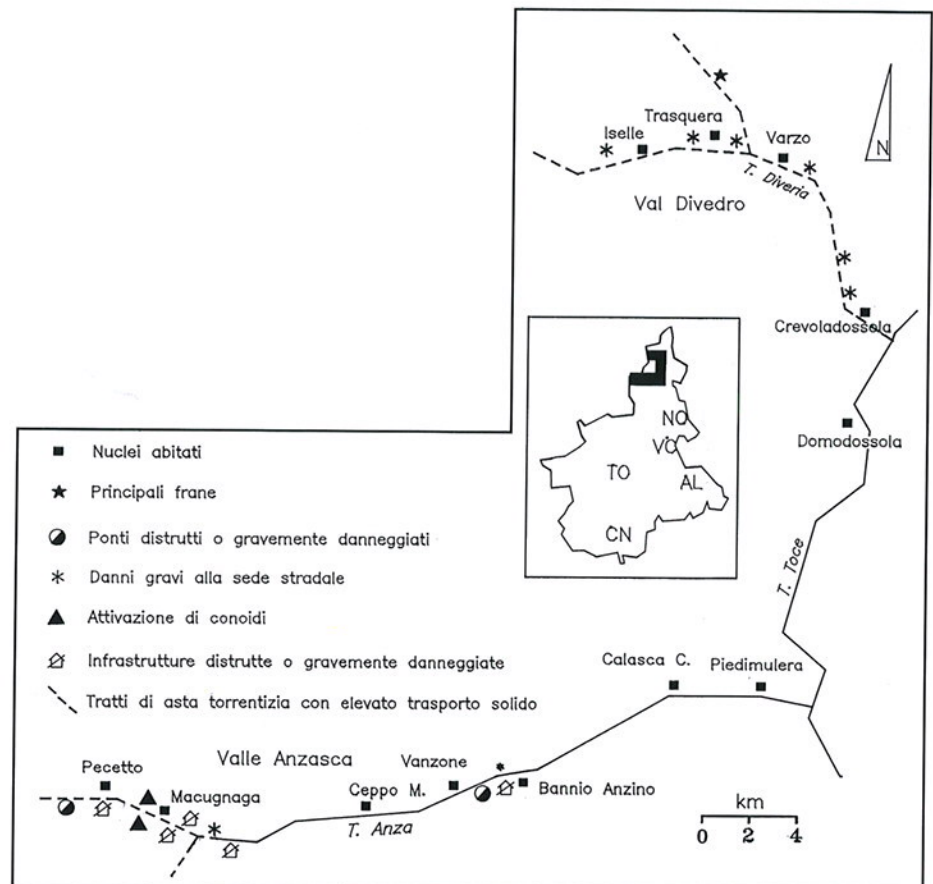 Trasquera
Iselle
Varzo
N
T. Diveria
Val Divedro
Crevoladossola
NO
VC
TO
AL
CN
Domodossola
T. Toce
Nuclei abitati
Principali frane
Ponti distrutti o gravemente danneggiati
Danni gravi alla sede stradale
Attivazione di conoidi
Infrastrutture distrutte o gravemente danneggiate
Tratti di asta torrentizia con elevato trasporto solido
Calasca C.
Piedimulera
Valle Anzasca
Pecetto
Vanzone
Macugnaga
Ceppo M.
Bannio Anzino
T. Anza
km
0 2 4